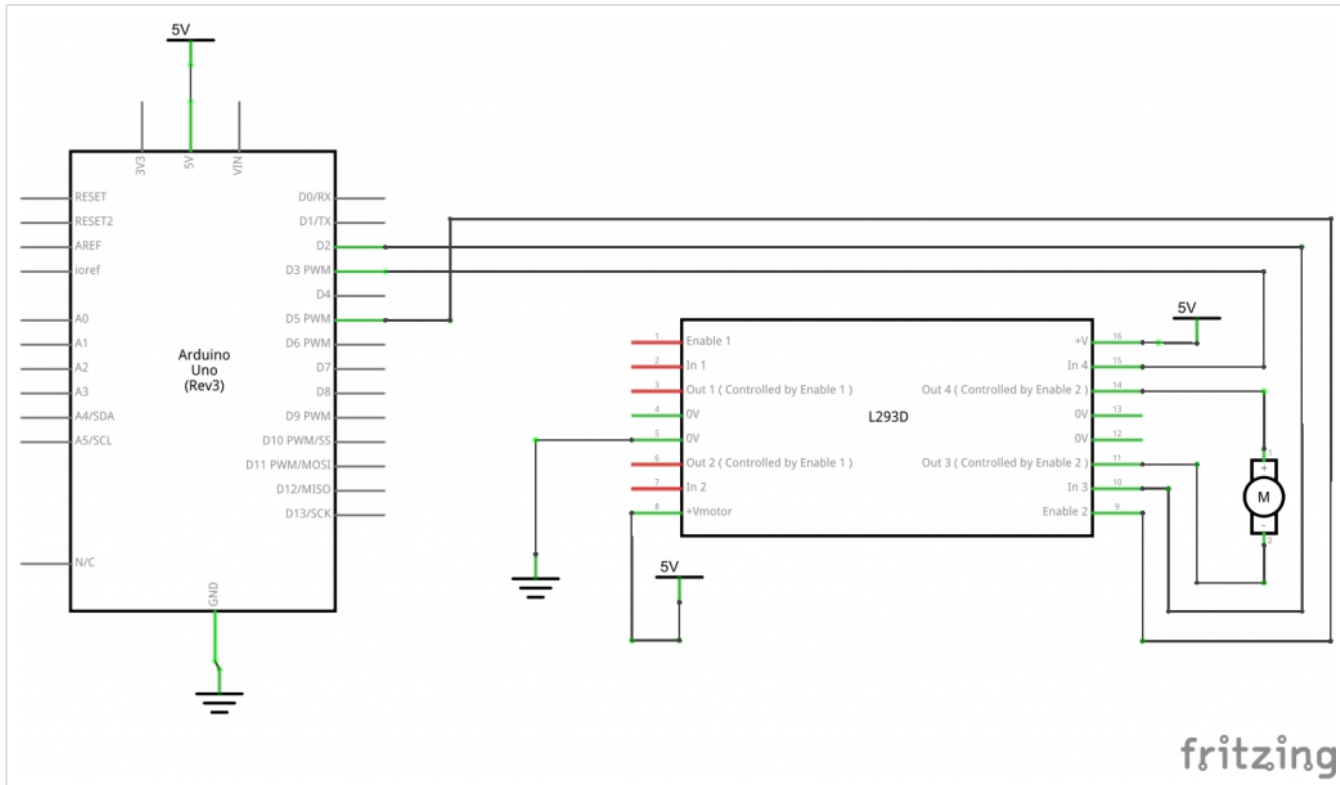 5V
3V3
5V
VIN
RESET
RESET2
AREF
ioref
A0
A1
A2
A3
A4/SDA
A5/SCL
N/C
Arduino
Uno
(Rev3)
D0/RX
D1/TX
D2
D3 PWM
D4
D5 PWM
D6 PWM
D7
D8
D9 PWM
D10 PWM/SS
D11 PWM/MOSI
D12/MISO
D13/SCK
GND
1 Enable 1
2 In 1
3 Out 1 ( Controlled by Enable 1 )
4 0V
5 0V
6 Out 2 ( Controlled by Enable 1 )
7 In 2
8 +Vmotor
L293D
+V 16
In 4 15
Out 4 ( Controlled by Enable 2 ) 14
0V 13
0V 12
Out 3 ( Controlled by Enable 2 ) 11
In 3 10
Enable 2 9
5V
5V
1
+
M
-
2
fritzing